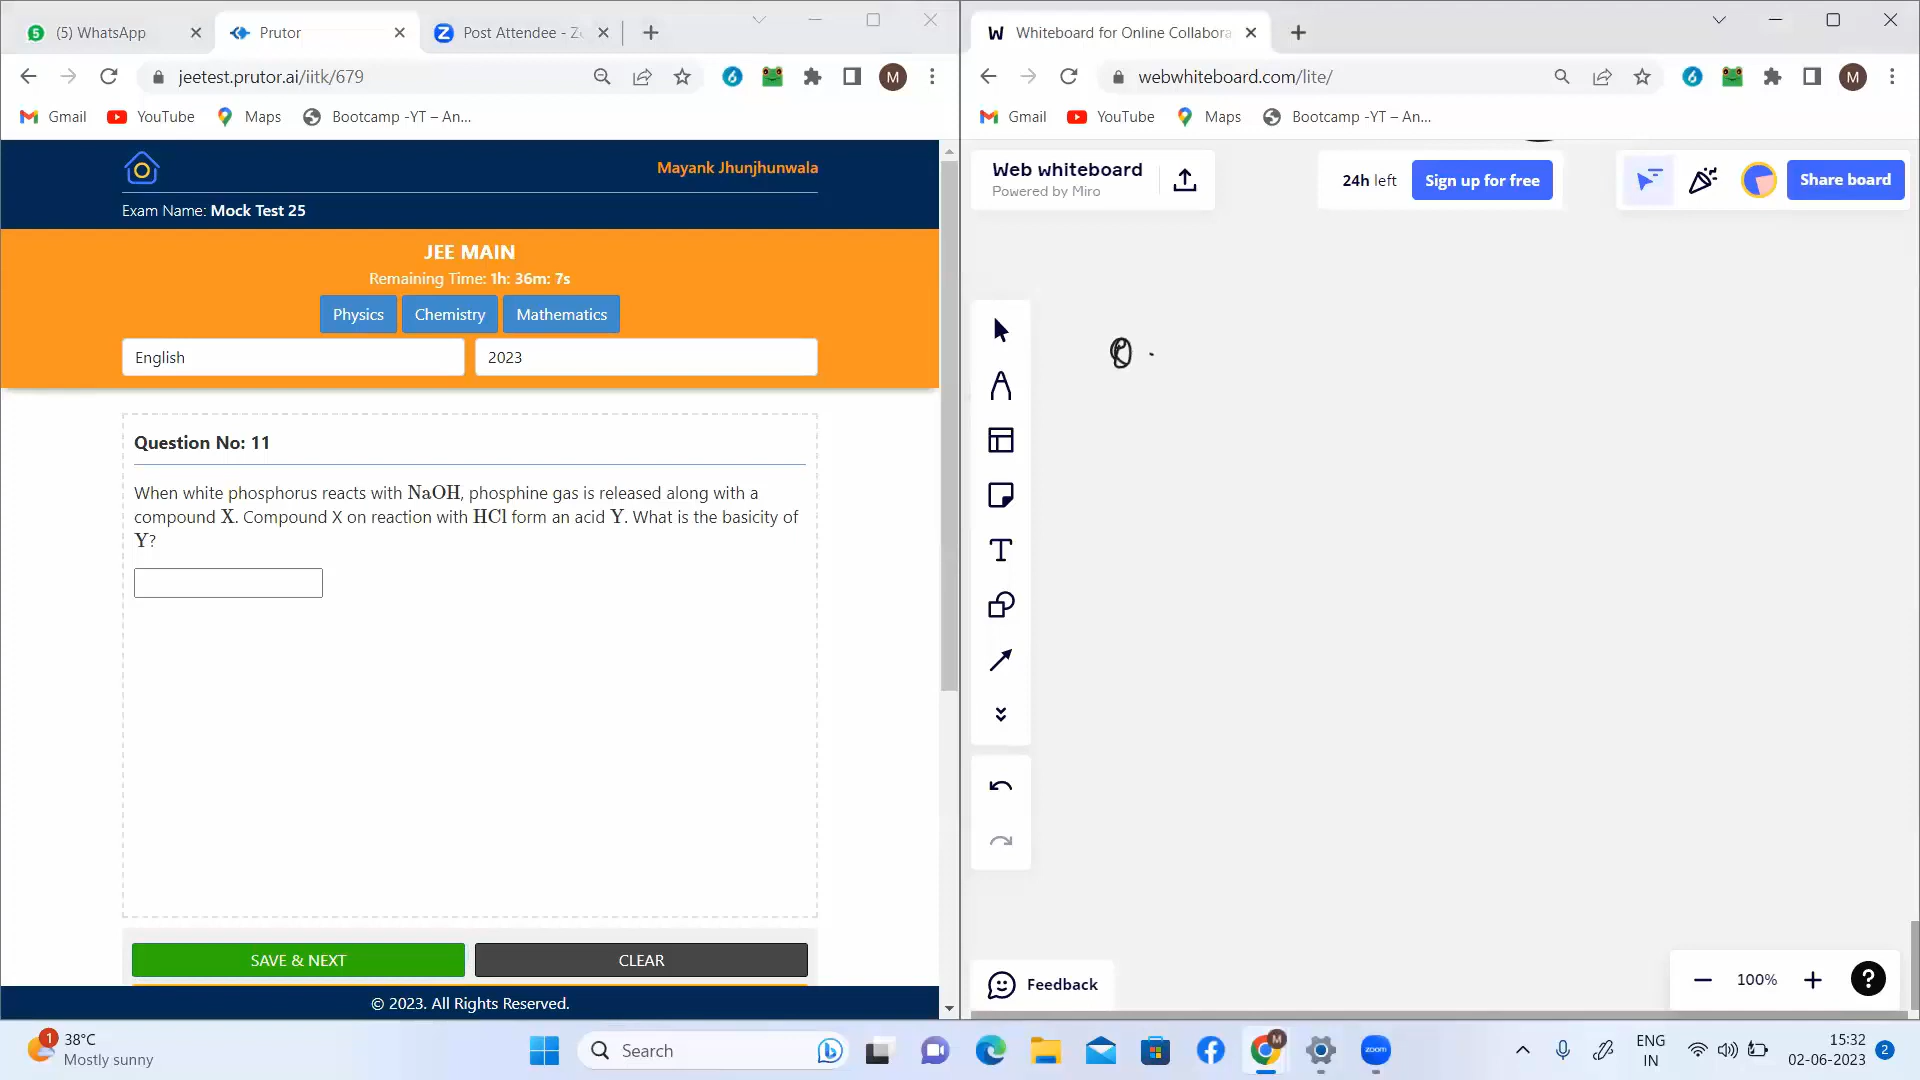 (5) WhatsApp
Prutor
Post Attendee - Zo
jeetest.prutor.ai/iitk/679
M
Gmail
YouTube
Maps
Bootcamp -YT – An...
Mayank Jhunjhunwala
Exam Name: Mock Test 25
JEE MAIN
Remaining Time: 1h: 36m: 7s
Physics
Chemistry
Mathematics
English
2023
Question No: 11
When white phosphorus reacts with NaOH, phosphine gas is released along with a
compound X. Compound X on reaction with HCl form an acid Y. What is the basicity of
Y?
SAVE & NEXT
CLEAR
© 2023. All Rights Reserved.
Whiteboard for Online Collabora
webwhiteboard.com/lite/
M
Gmail
YouTube
Maps
Bootcamp -YT – An...
Web whiteboard
Powered by Miro
24h left
Sign up for free
Share board
Feedback
100%
1
38°C
Mostly sunny
Search
zoom
ENG
IN
15:32
02-06-2023
2